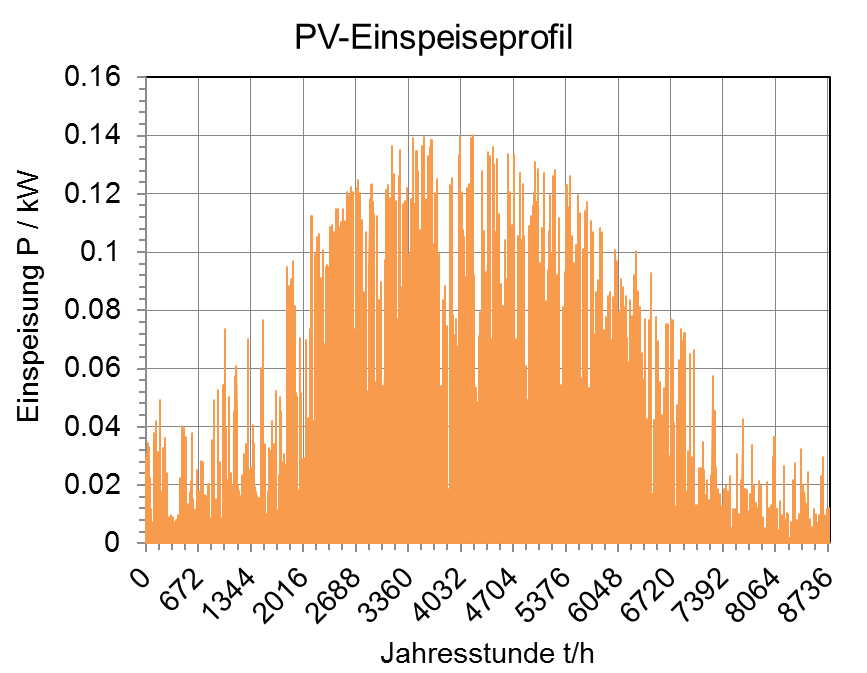 PV-Einspeiseprofil
Einspeisung P / kW
0.16
0.14
0.12
0.1
0.08
0.06
0.04
0.02
0
0 672 1344 2016 2688 3360 4032 4704 5376 6048 6720 7392 8064 8736
Jahresstunde t/h